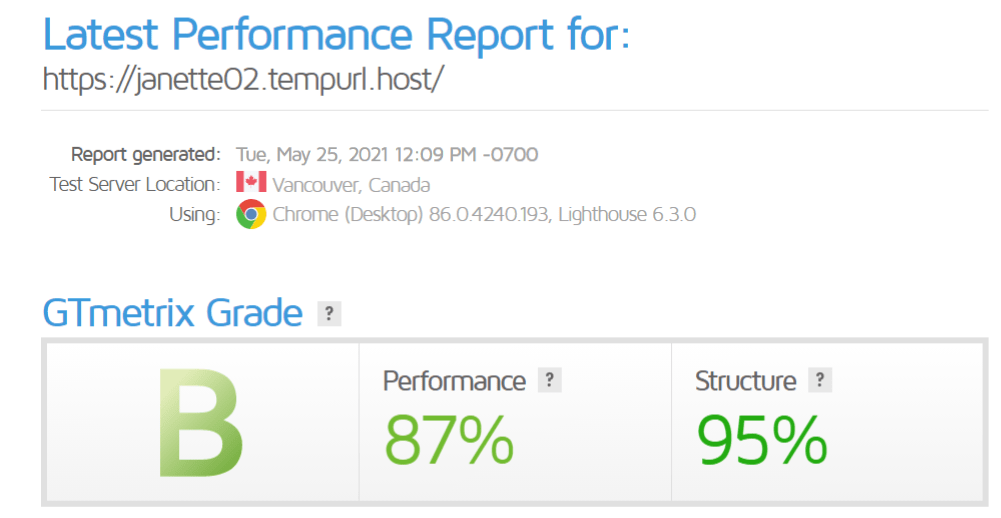 Latest Performance Report for:
https://janette02.tempurl.host/
Report generated: Tue, May 25, 2021 12:09 PM -0700
Test Server Location: Vancouver, Canada
Using: Chrome (Desktop) 86.0.4240.193, Lighthouse 6.3.0
GTmetrix Grade ?
B
Performance ?
87%
Structure ?
95%